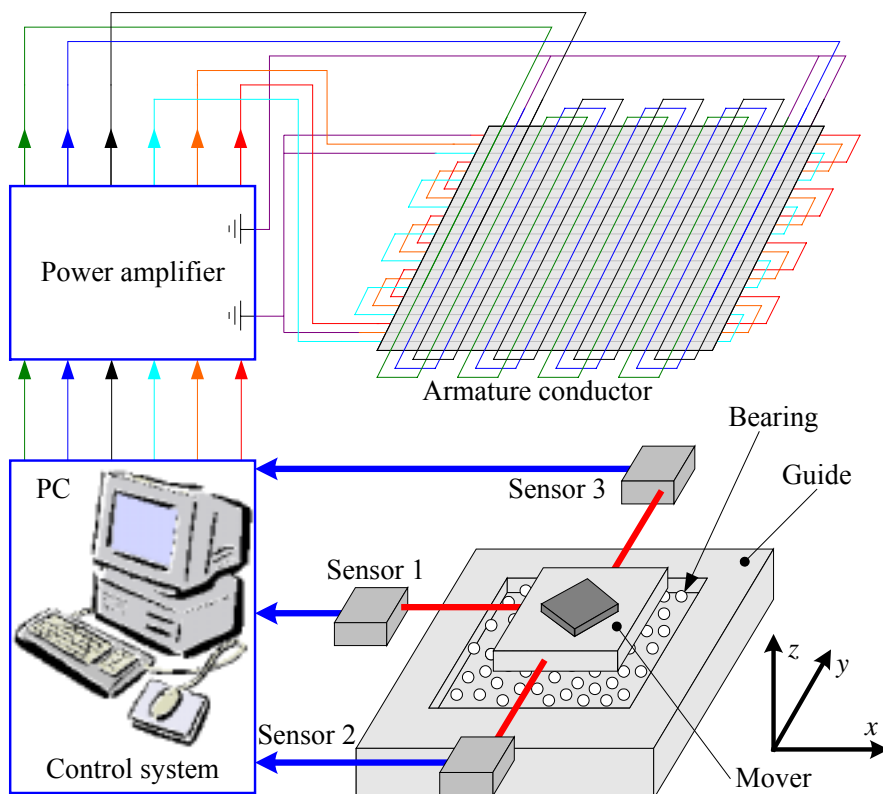 Power amplifier
Armature conductor
Bearing
Guide
PC
Sensor 3
Sensor 1
Sensor 2
Control system
Mover
z
y
x